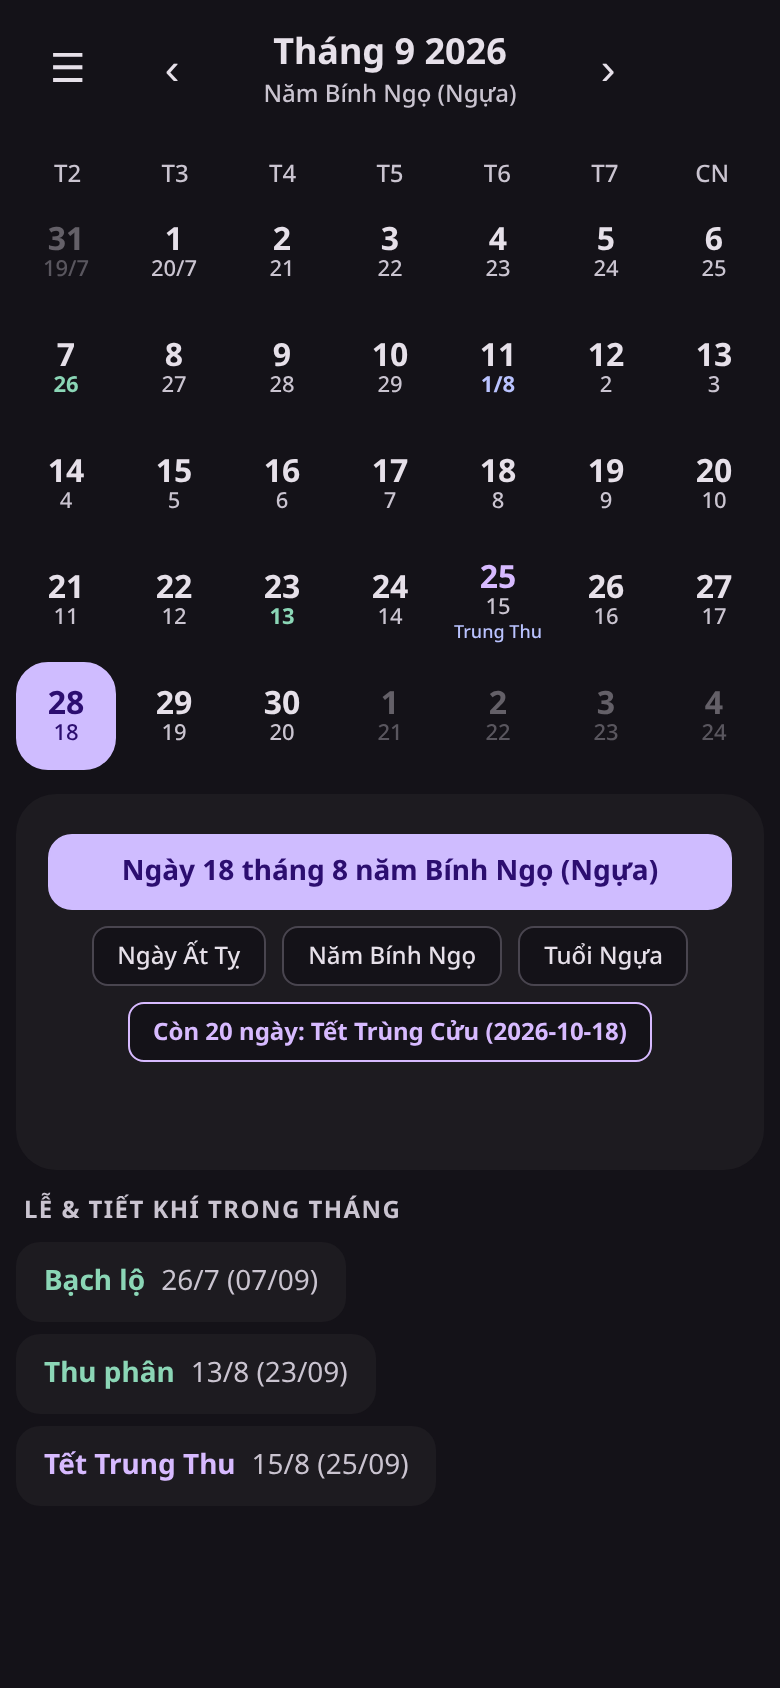 ☰ ‹ Tháng 9 2026 ›
Năm Bính Ngọ (Ngựa)
T2 T3 T4 T5 T6 T7 CN
31 1 2 3 4 5 6
19/7 20/7 21 22 23 24 25
7 8 9 10 11 12 13
26 27 28 29 1/8 2 3
14 15 16 17 18 19 20
4 5 6 7 8 9 10
21 22 23 24 25 26 27
11 12 13 14 15 16 17
Trung Thu
28 29 30 1 2 3 4
18 19 20 21 22 23 24
Ngày 18 tháng 8 năm Bính Ngọ (Ngựa)
Ngày Ất Tỵ Năm Bính Ngọ Tuổi Ngựa
Còn 20 ngày: Tết Trùng Cửu (2026-10-18)
LỄ & TIẾT KHÍ TRONG THÁNG
Bạch lộ 26/7 (07/09)
Thu phân 13/8 (23/09)
Tết Trung Thu 15/8 (25/09)